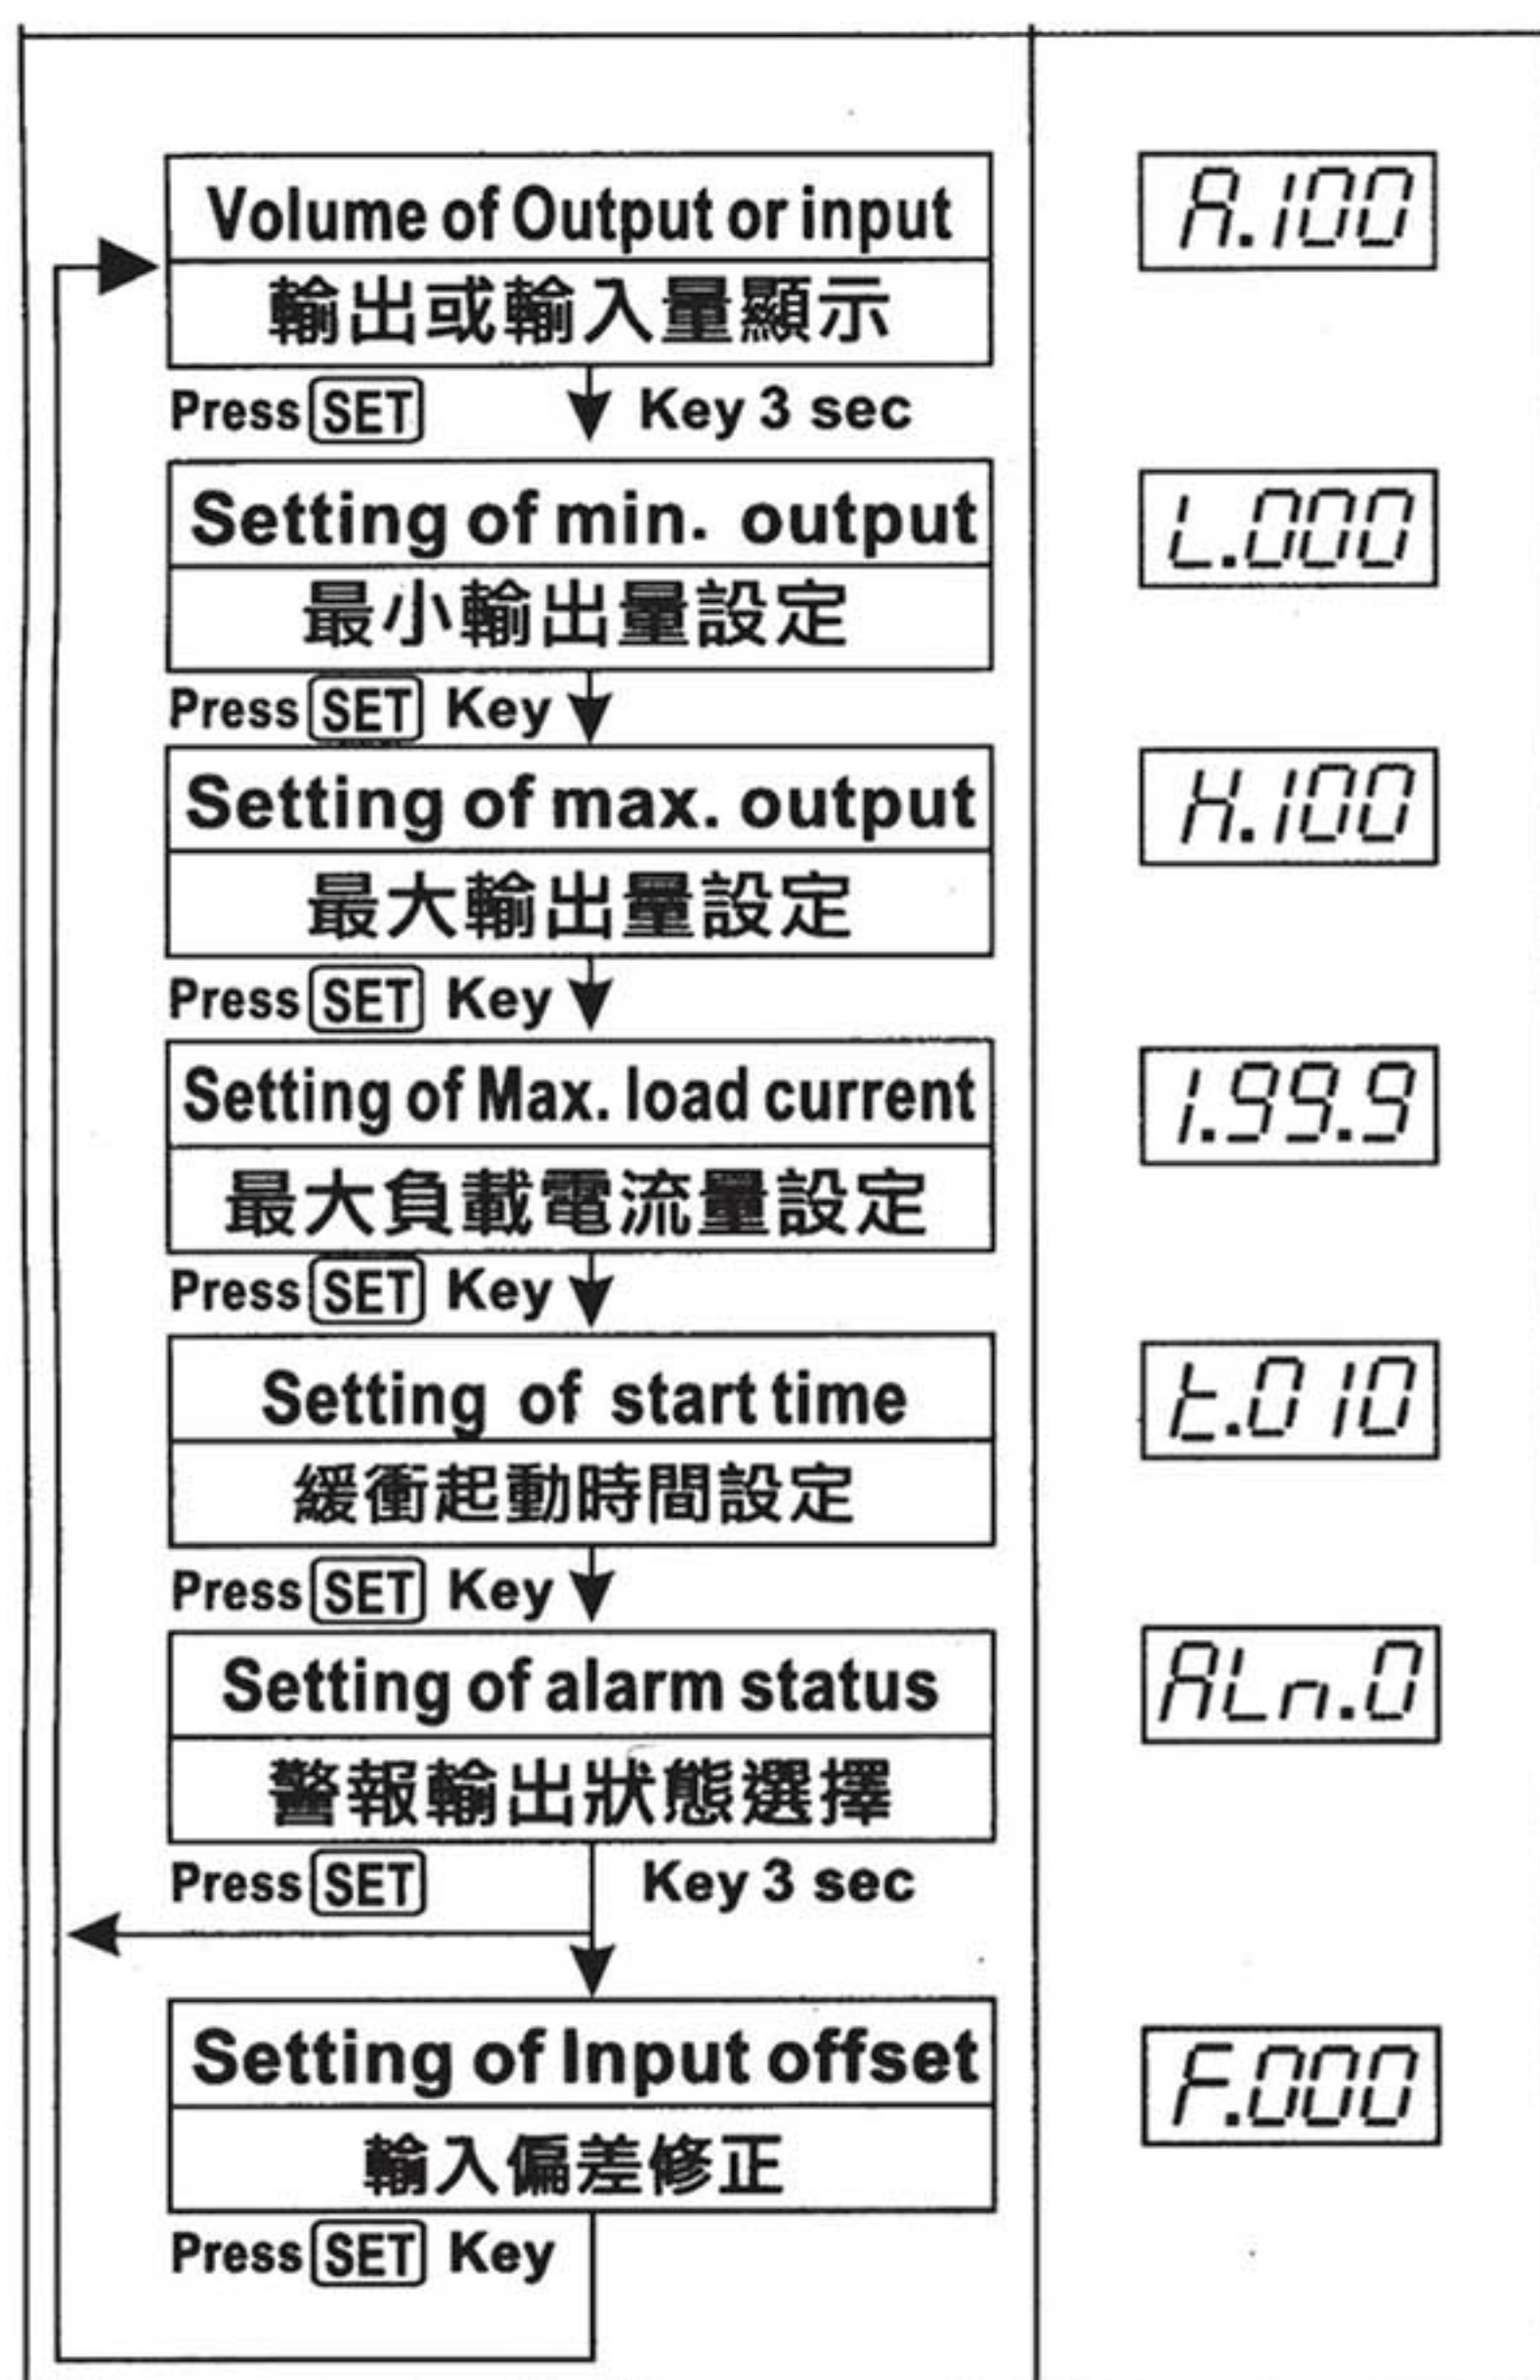 Volume of Output or input
A.100
輸出或輸入量顯示
Press SET Key 3 sec
Setting of min. output
L.000
最小輸出量設定
Press SET Key
Setting of max. output
H.100
最大輸出量設定
Press SET Key
Setting of Max. load current
I.99.9
最大負載電流量設定
Press SET Key
Setting of start time
t.010
緩衝起動時間設定
Press SET Key
Setting of alarm status
ALn.0
警報輸出狀態選擇
Press SET Key 3 sec
Setting of Input offset
F.000
輸入偏差修正
Press SET Key